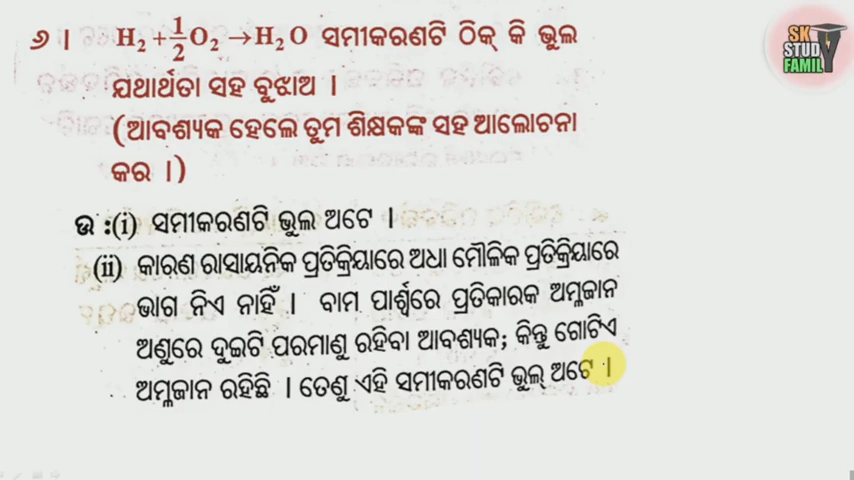 ୬ । H₂ + 1/2 O₂ → H₂O ସମୀକରଣଟି ଠିକ୍ କି ଭୁଲ
ଯଥାର୍ଥତା ସହ ବୁଝାଅ ।
(ଆବଶ୍ୟକ ହେଲେ ତୁମ ଶିକ୍ଷକଙ୍କ ସହ ଆଲୋଚନା
କର ।)
ଉ :(i) ସମୀକରଣଟି ଭୁଲ ଅଟେ ।
(ii) କାରଣ ରାସାୟନିକ ପ୍ରତିକ୍ରିୟାରେ ଅଧା ମୌଳିକ ପ୍ରତିକ୍ରିୟାରେ
ଭାଗ ନିଏ ନାହିଁ । ବାମ ପାର୍ଶ୍ୱରେ ପ୍ରତିକାରକ ଅମ୍ଳଜାନ
ଅଣୁରେ ଦୁଇଟି ପରମାଣୁ ରହିବା ଆବଶ୍ୟକ; କିନ୍ତୁ ଗୋଟିଏ
ଅମ୍ଳଜାନ ରହିଛି । ତେଣୁ ଏହି ସମୀକରଣଟି ଭୁଲ୍ ଅଟେ ।
SK
STUDY
FAMILY